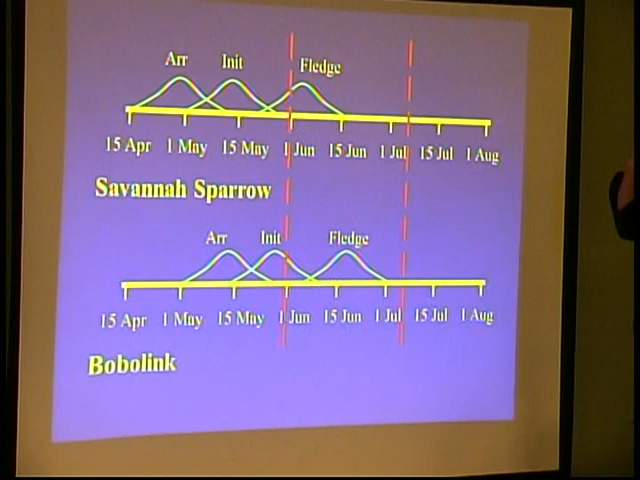 Arr Init Fledge
15 Apr 1 May 15 May 1 Jun 15 Jun 1 Jul 15 Jul 1 Aug
Savannah Sparrow
Arr Init Fledge
15 Apr 1 May 15 May 1 Jun 15 Jun 1 Jul 15 Jul 1 Aug
Bobolink